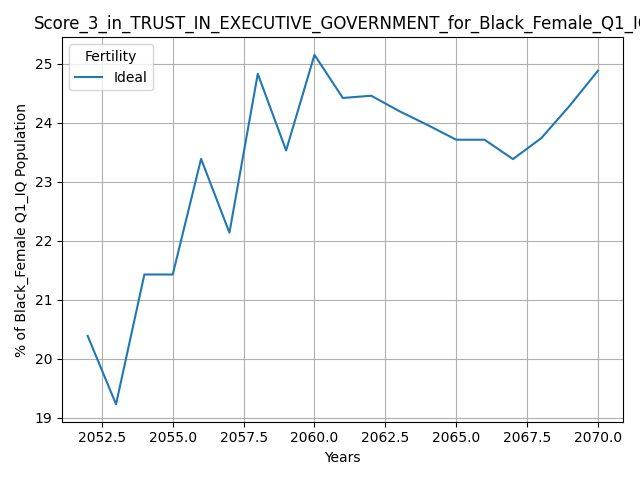 Score_3_in_TRUST_IN_EXECUTIVE_GOVERNMENT_for_Black_Female_Q1_IQ
Fertility
Ideal
25
24
23
22
21
20
19
% of Black_Female Q1_IQ Population
2052.5 2055.0 2057.5 2060.0 2062.5 2065.0 2067.5 2070.0
Years